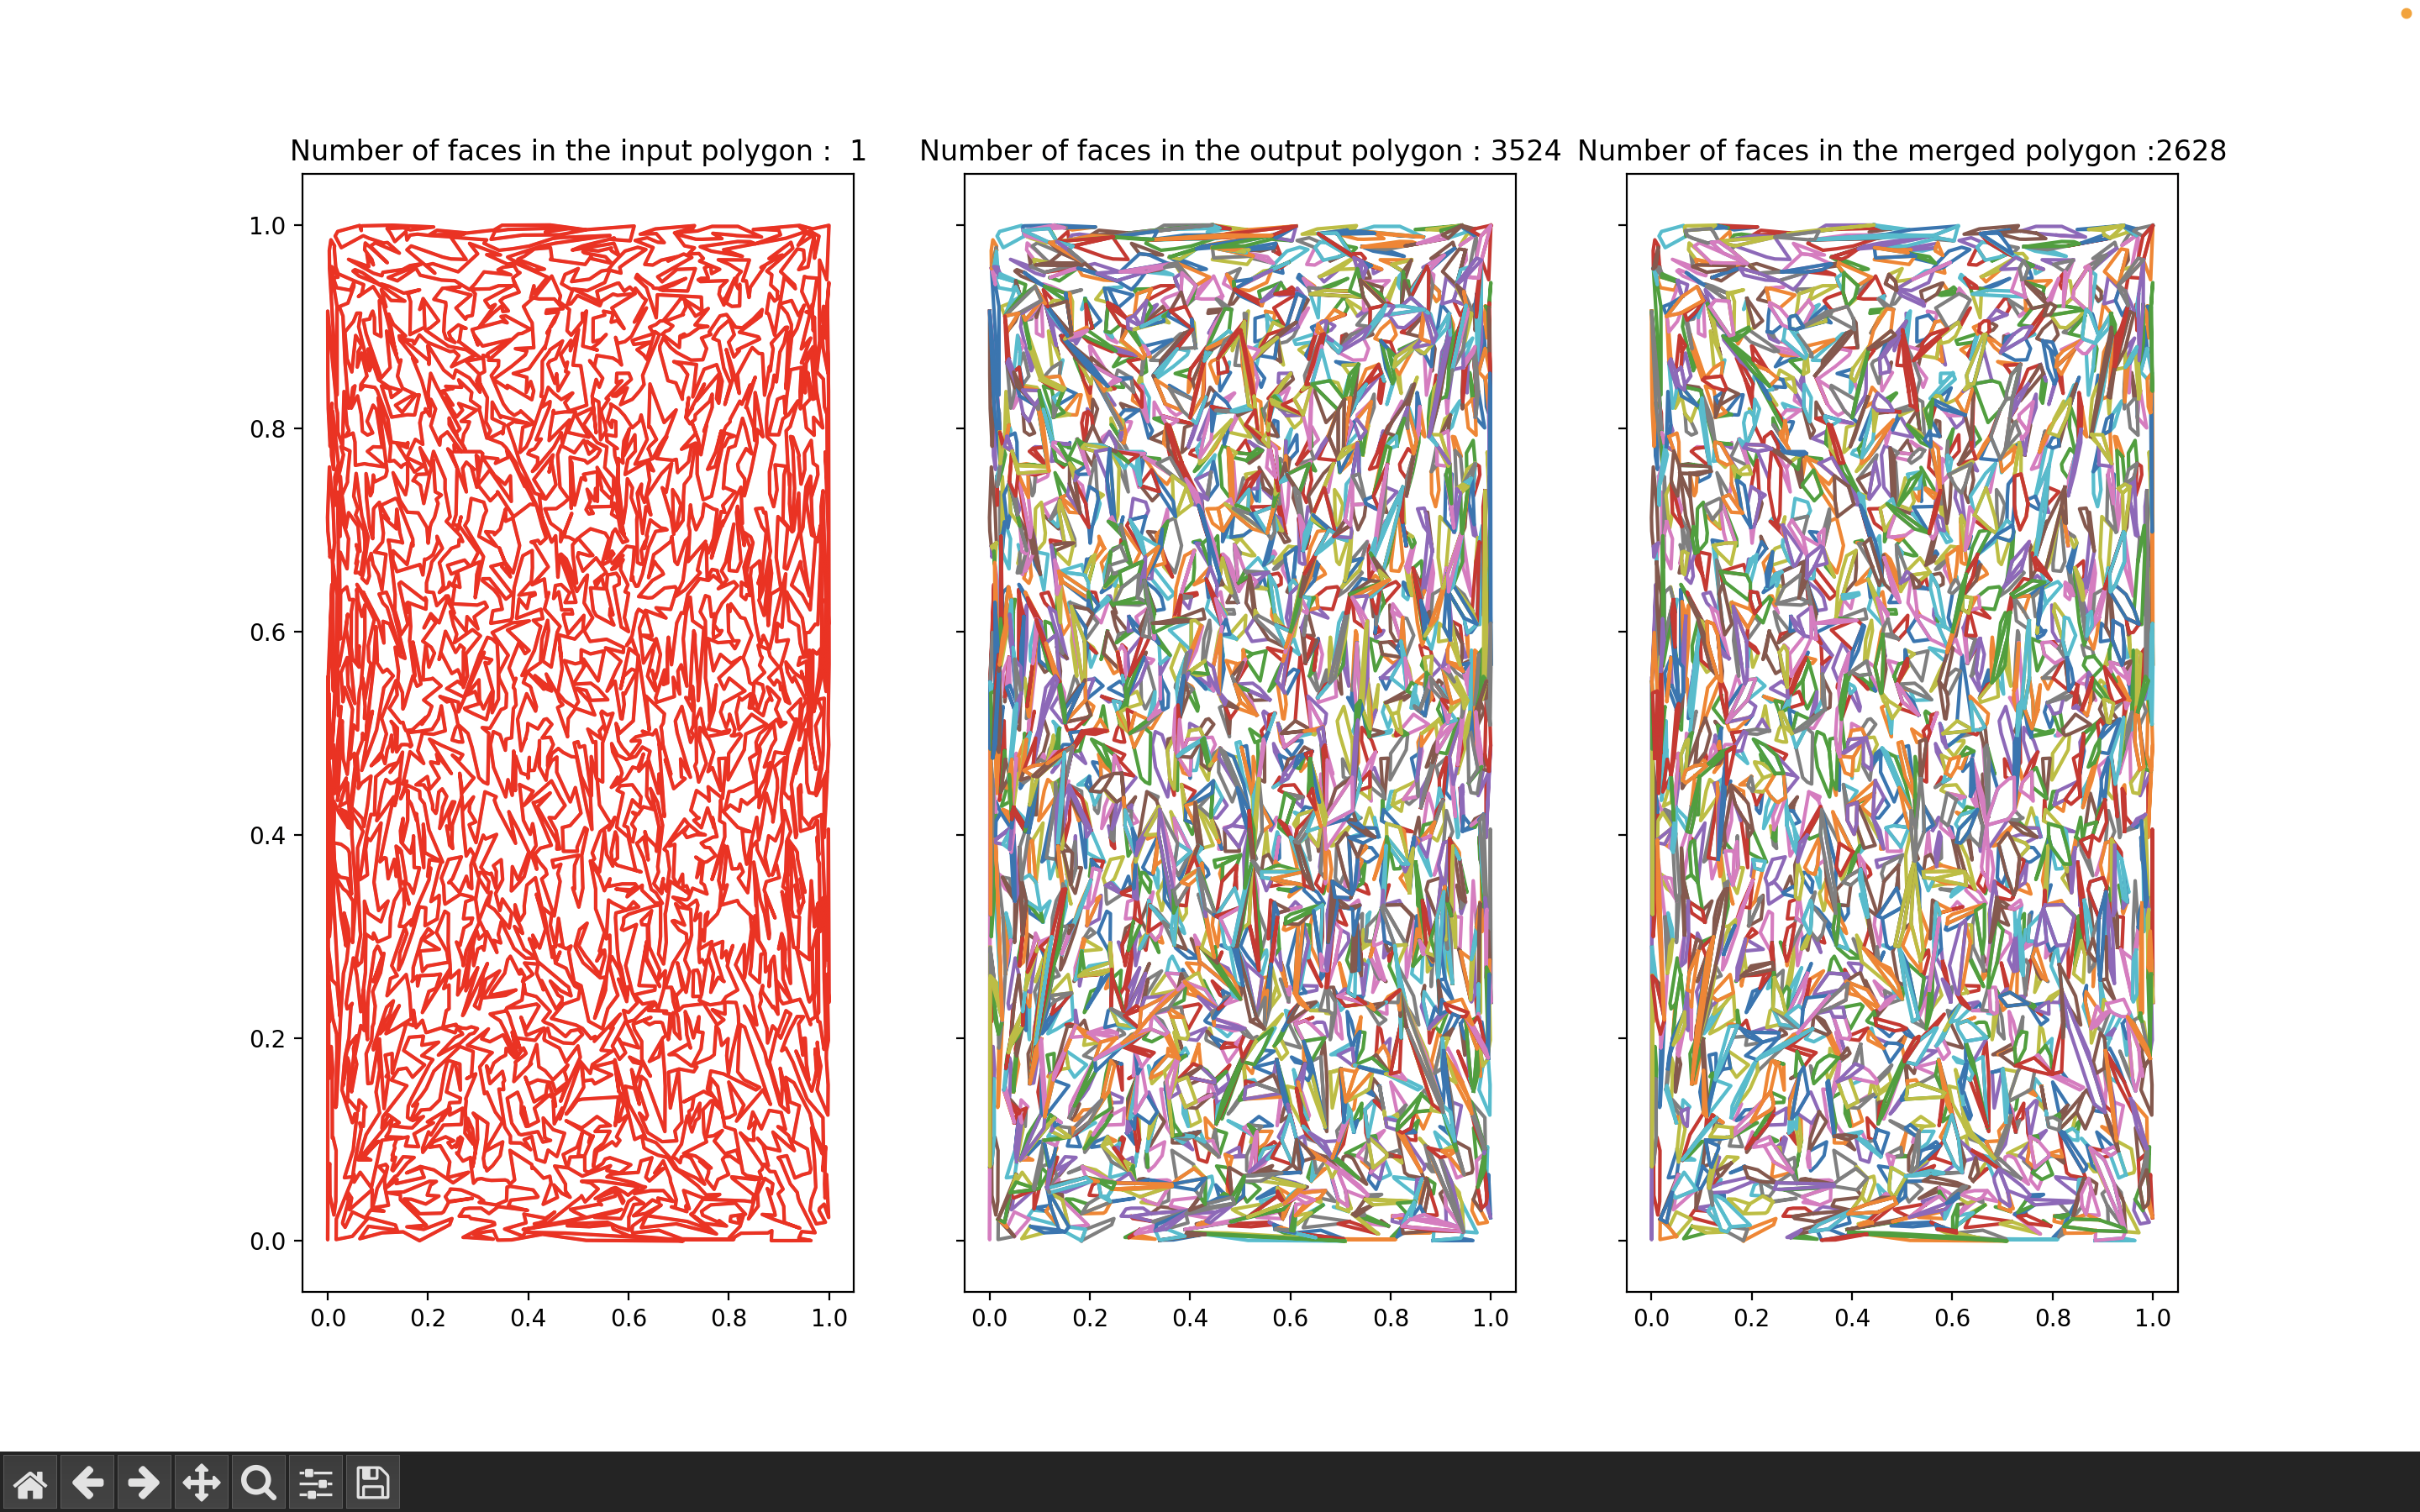 Number of faces in the input polygon :  1
Number of faces in the output polygon : 3524
Number of faces in the merged polygon :2628
1.0
0.8
0.6
0.4
0.2
0.0
0.0 0.2 0.4 0.6 0.8 1.0
0.0 0.2 0.4 0.6 0.8 1.0
0.0 0.2 0.4 0.6 0.8 1.0